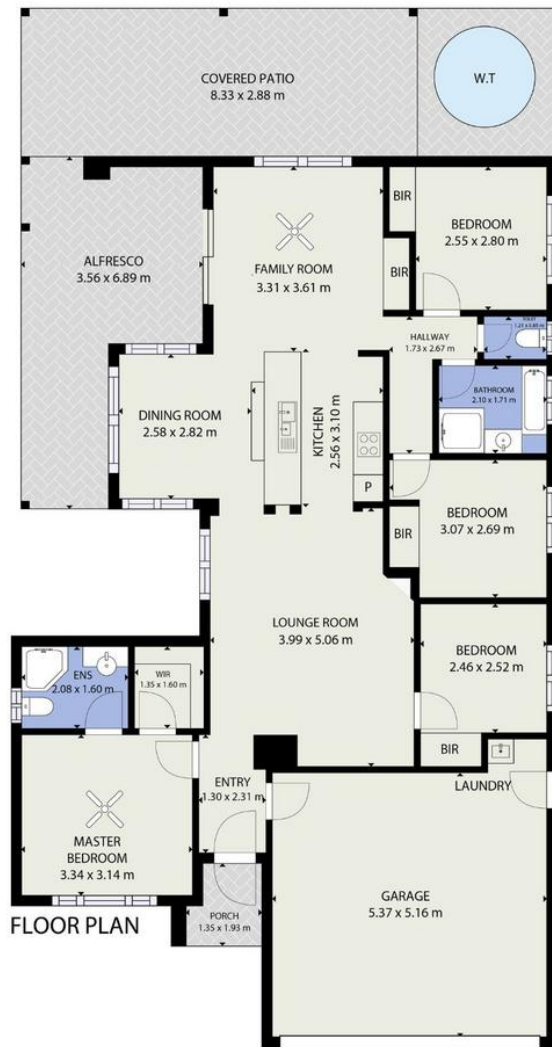 COVERED PATIO
8.33 x 2.88 m
W.T
BIR
BEDROOM
2.55 x 2.80 m
ALFRESCO
3.56 x 6.89 m
FAMILY ROOM
3.31 x 3.61 m
BIR
HALLWAY
1.73 x 2.67 m
BATHROOM
2.10 x 1.71 m
DINING ROOM
2.58 x 2.82 m
KITCHEN
2.56 x 3.10 m
P
BEDROOM
3.07 x 2.69 m
BIR
LOUNGE ROOM
3.99 x 5.06 m
BEDROOM
2.46 x 2.52 m
ENS
2.08 x 1.60 m
WIR
1.35 x 1.60 m
BIR
LAUNDRY
ENTRY
1.30 x 2.31 m
MASTER
BEDROOM
3.34 x 3.14 m
GARAGE
5.37 x 5.16 m
PORCH
1.35 x 1.93 m
FLOOR PLAN